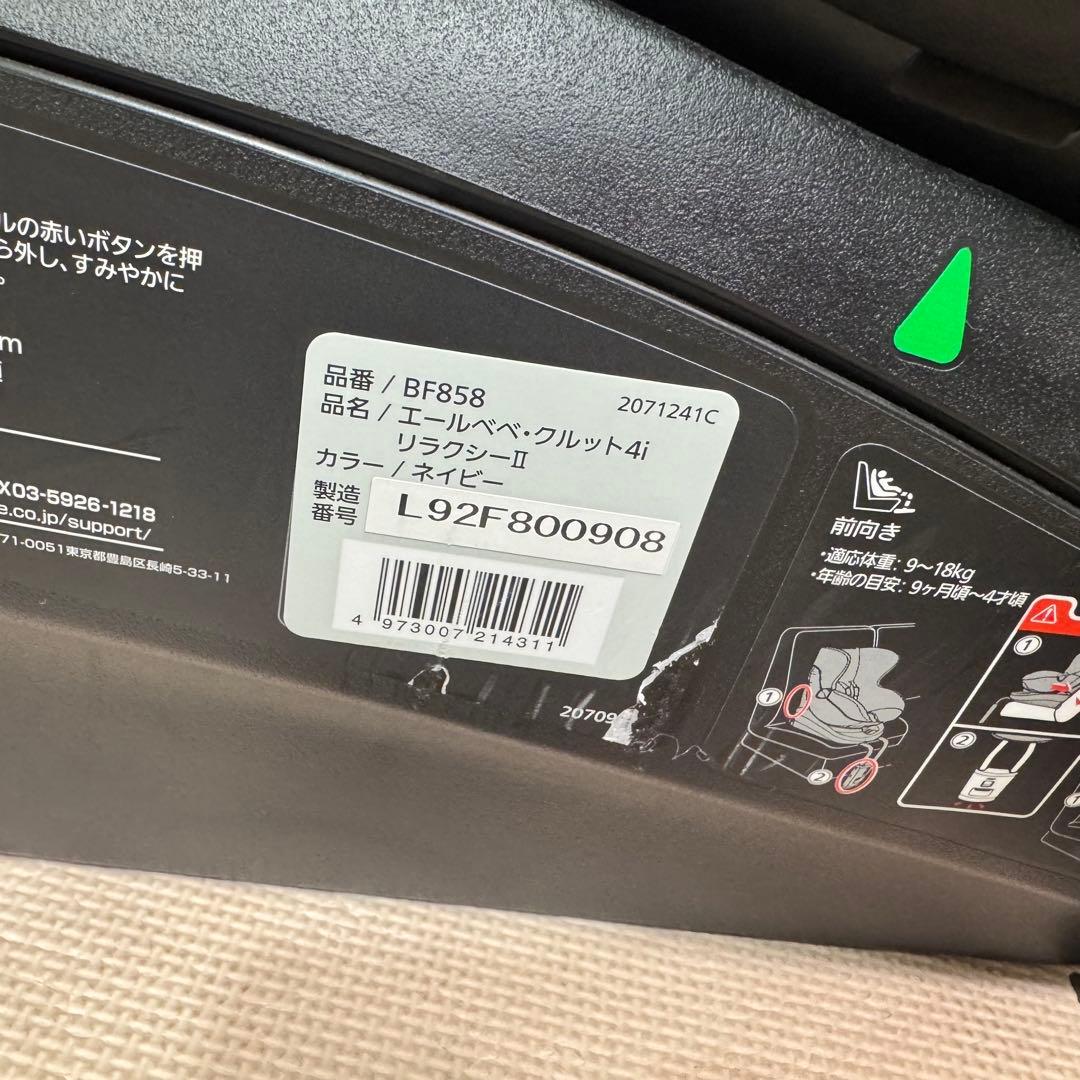 ルの赤いボタンを押
ら外し、すみやかに
。
m
X03-5926-1218
e.co.jp/support/
71-0051東京都豊島区長崎5-33-11
品番 / BF858
2071241C
品名 / エールベベ・クルット4i
リラクシーⅡ
カラー / ネイビー
製造
番号
L92F800908
4 973007 214311
20709
前向き
・適応体重: 9〜18kg
・年齢の目安: 9ヶ月頃〜4才頃
①
②
①
②